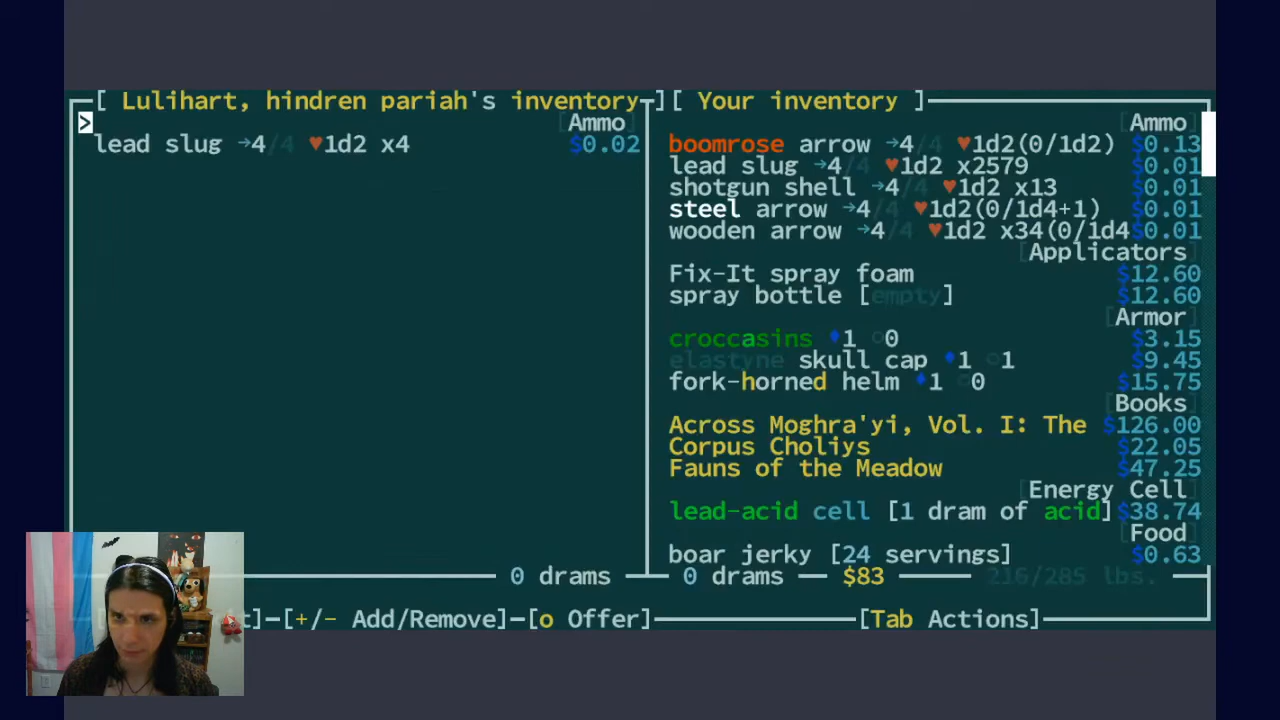 [ Lulihart, hindren pariah's inventory ]
[Ammo]
>
lead slug →4/4 ♥1d2 x4 $0.02
0 drams
[ Your inventory ]
[Ammo]
boomrose arrow →4/4 ♥1d2(0/1d2) $0.13
lead slug →4/4 ♥1d2 x2579 $0.01
shotgun shell →4/4 ♥1d2 x13 $0.01
steel arrow →4/4 ♥1d2(0/1d4+1) $0.01
wooden arrow →4/4 ♥1d2 x34(0/1d4 $0.01
[Applicators]
Fix-It spray foam $12.60
spray bottle [empty] $12.60
[Armor]
croccasins ♦1 ○0 $3.15
elastyne skull cap ♦1 ○1 $9.45
fork-horned helm ♦1 ○0 $15.75
[Books]
Across Moghra'yi, Vol. I: The $126.00
Corpus Choliys $22.05
Fauns of the Meadow $47.25
[Energy Cell]
lead-acid cell [1 dram of acid] $38.74
[Food]
boar jerky [24 servings] $0.63
0 drams $83 216/285 lbs.
[+/- Add/Remove]-[o Offer] [Tab Actions]